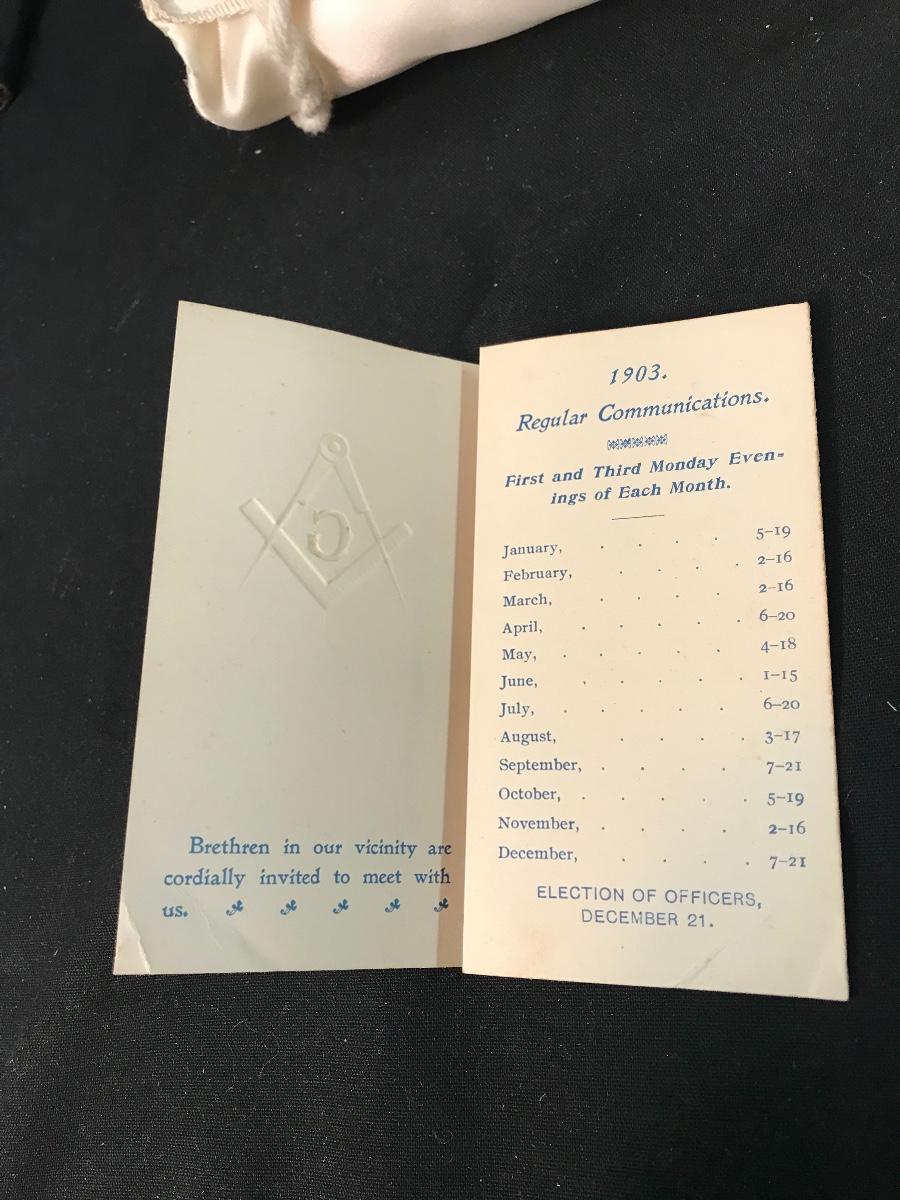 Brethren in our vicinity are
cordially invited to meet with
us.
1903.
Regular Communications.
First and Third Monday Even-
ings of Each Month.
January, . . . . 5-19
February, . . . . 2-16
March, . . . . 2-16
April, . . . . . 6-20
May, . . . . . 4-18
June, . . . . . 1-15
July, . . . . . 6-20
August, . . . . 3-17
September, . . . . 7-21
October, . . . . . 5-19
November, . . . . 2-16
December, . . . . 7-21
ELECTION OF OFFICERS,
DECEMBER 21.